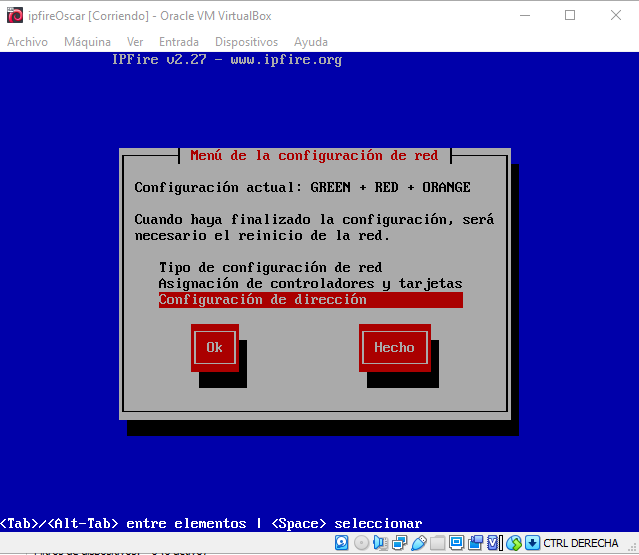 ipfireOscar [Corriendo] - Oracle VM VirtualBox
Archivo Máquina Ver Entrada Dispositivos Ayuda
IPFire v2.27 - www.ipfire.org
Menú de la configuración de red
Configuración actual: GREEN + RED + ORANGE
Cuando haya finalizado la configuración, será
necesario el reinicio de la red.
Tipo de configuración de red
Asignación de controladores y tarjetas
Configuración de dirección
Ok Hecho
<Tab>/<Alt-Tab> entre elementos | <Space> seleccionar
CTRL DERECHA